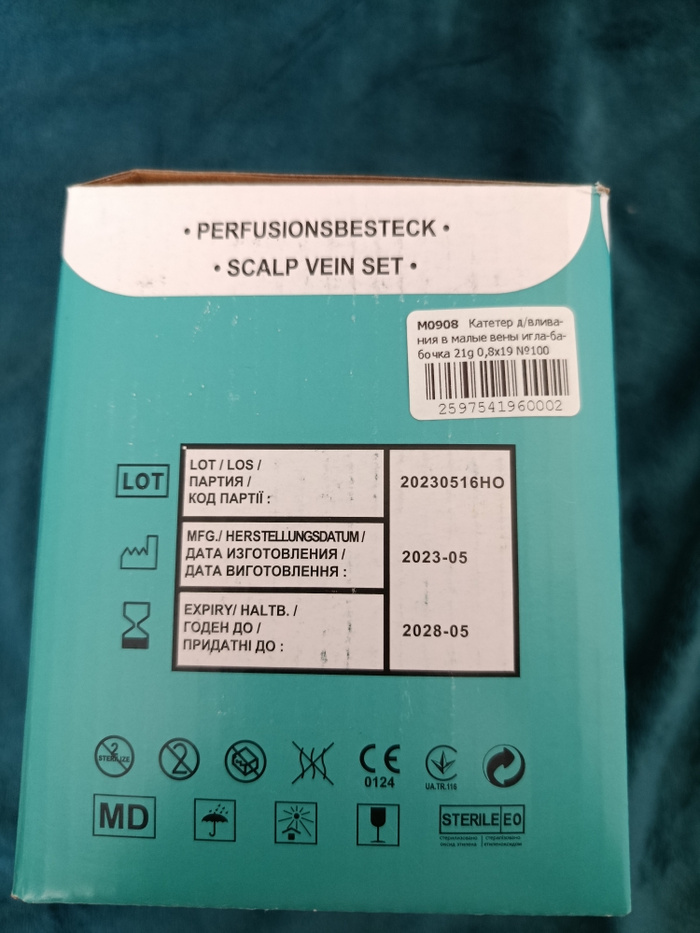 • PERFUSIONSBESTECK •
• SCALP VEIN SET •
M0908 Катетер д/влива-
ния в малые вены игла-ба-
бочка 21g 0,8x19 №100
2597541960002
LOT
LOT / LOS /
ПАРТИЯ /
КОД ПАРТІЇ :
20230516HO
MFG./ HERSTELLUNGSDATUM /
ДАТА ИЗГОТОВЛЕНИЯ /
ДАТА ВИГОТОВЛЕННЯ :
2023-05
EXPIRY/ HALTB. /
ГОДЕН ДО /
ПРИДАТНІ ДО :
2028-05
2
STERILIZE
2
CE
0124
UA.TR.116
MD
STERILE EO